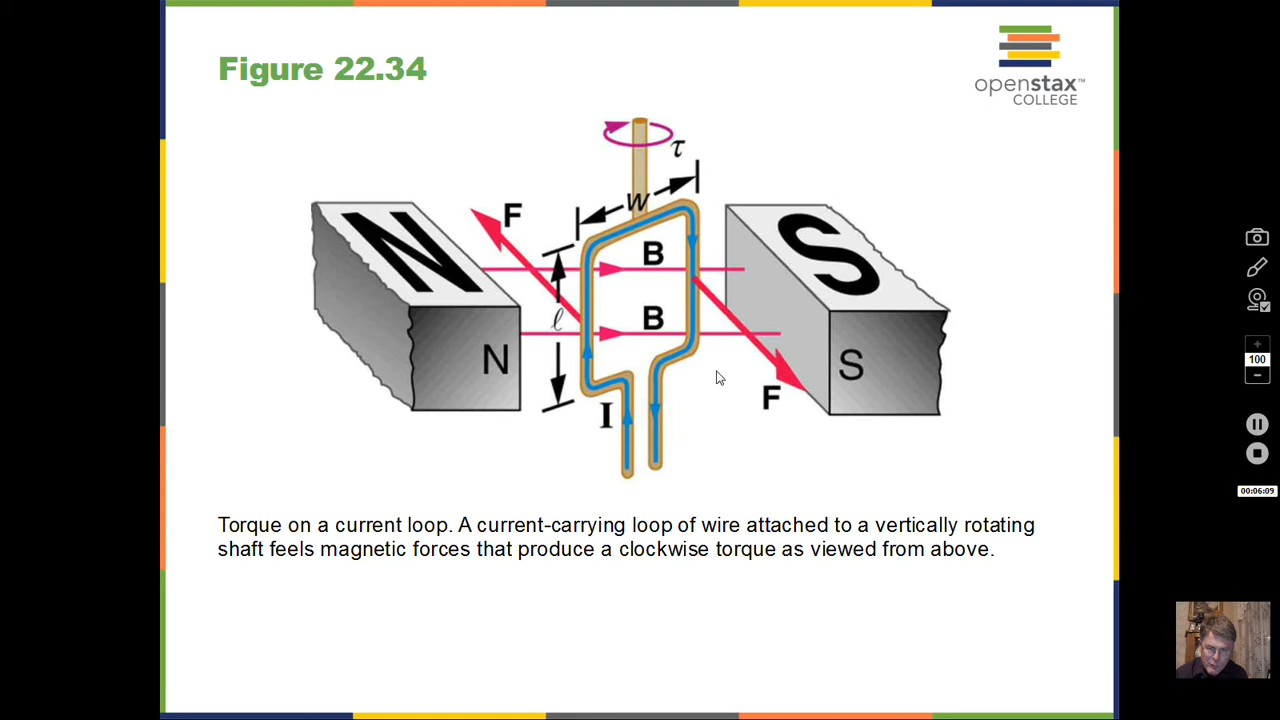 Figure 22.34
openstax™
COLLEGE
τ
w
F
N
S
B
ℓ
B
N
S
I
F
Torque on a current loop. A current-carrying loop of wire attached to a vertically rotating
shaft feels magnetic forces that produce a clockwise torque as viewed from above.
+
100
-
00:06:09